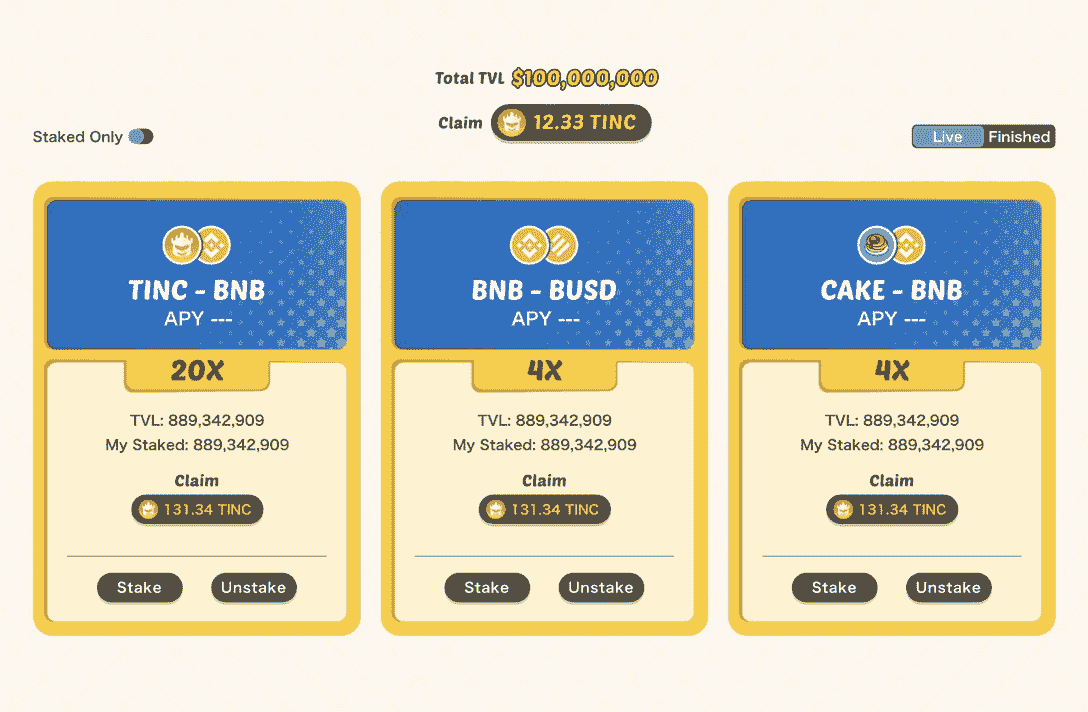 Total TVL $100,000,000
Claim 12.33 TINC
Staked Only
Live Finished
TINC - BNB
APY ---
20X
TVL: 889,342,909
My Staked: 889,342,909
Claim
131.34 TINC
Stake Unstake
BNB - BUSD
APY ---
4X
TVL: 889,342,909
My Staked: 889,342,909
Claim
131.34 TINC
Stake Unstake
CAKE - BNB
APY ---
4X
TVL: 889,342,909
My Staked: 889,342,909
Claim
131.34 TINC
Stake Unstake